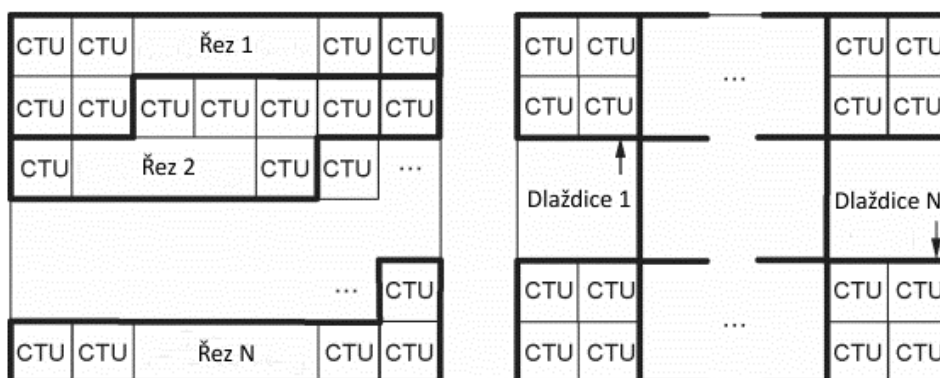 CTU CTU Řez 1 CTU CTU
CTU CTU CTU CTU CTU CTU CTU
CTU Řez 2 CTU CTU ...
... CTU
CTU CTU Řez N CTU CTU
CTU CTU ... CTU CTU
CTU CTU CTU CTU
Dlaždice 1 Dlaždice N
CTU CTU CTU CTU
CTU CTU ... CTU CTU